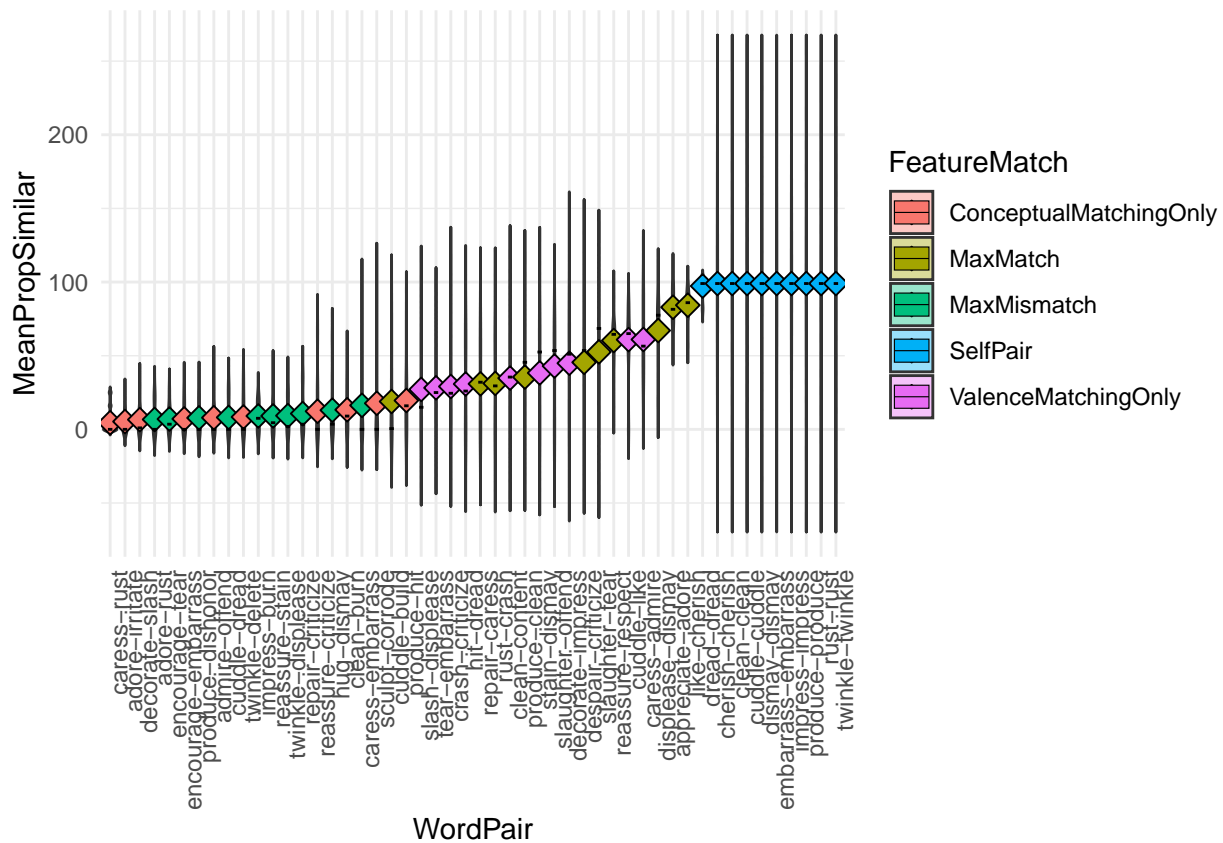 200
100
0
MeanPropSimilar
caress-rust
adore-irritate
decorate-slash
adore-rust
encourage-tear
encourage-embarrass
produce-dishonor
admire-offend
cuddle-dread
twinkle-delete
impress-burn
reassure-stain
twinkle-displease
repair-criticize
reassure-criticize
hug-dismay
clean-burn
caress-embarrass
sculpt-corrode
cuddle-build
produce-hit
slash-displease
tear-embarrass
crash-criticize
hit-dread
repair-caress
rust-crash
clean-content
produce-clean
stain-dismay
slaughter-offend
decorate-impress
despair-criticize
slaughter-tear
reassure-respect
cuddle-like
caress-admire
displease-dismay
appreciate-adore
like-cherish
dread-dread
cherish-cherish
clean-clean
cuddle-cuddle
dismay-dismay
embarrass-embarrass
impress-impress
produce-produce
rust-rust
twinkle-twinkle
WordPair
FeatureMatch
ConceptualMatchingOnly
MaxMatch
MaxMismatch
SelfPair
ValenceMatchingOnly